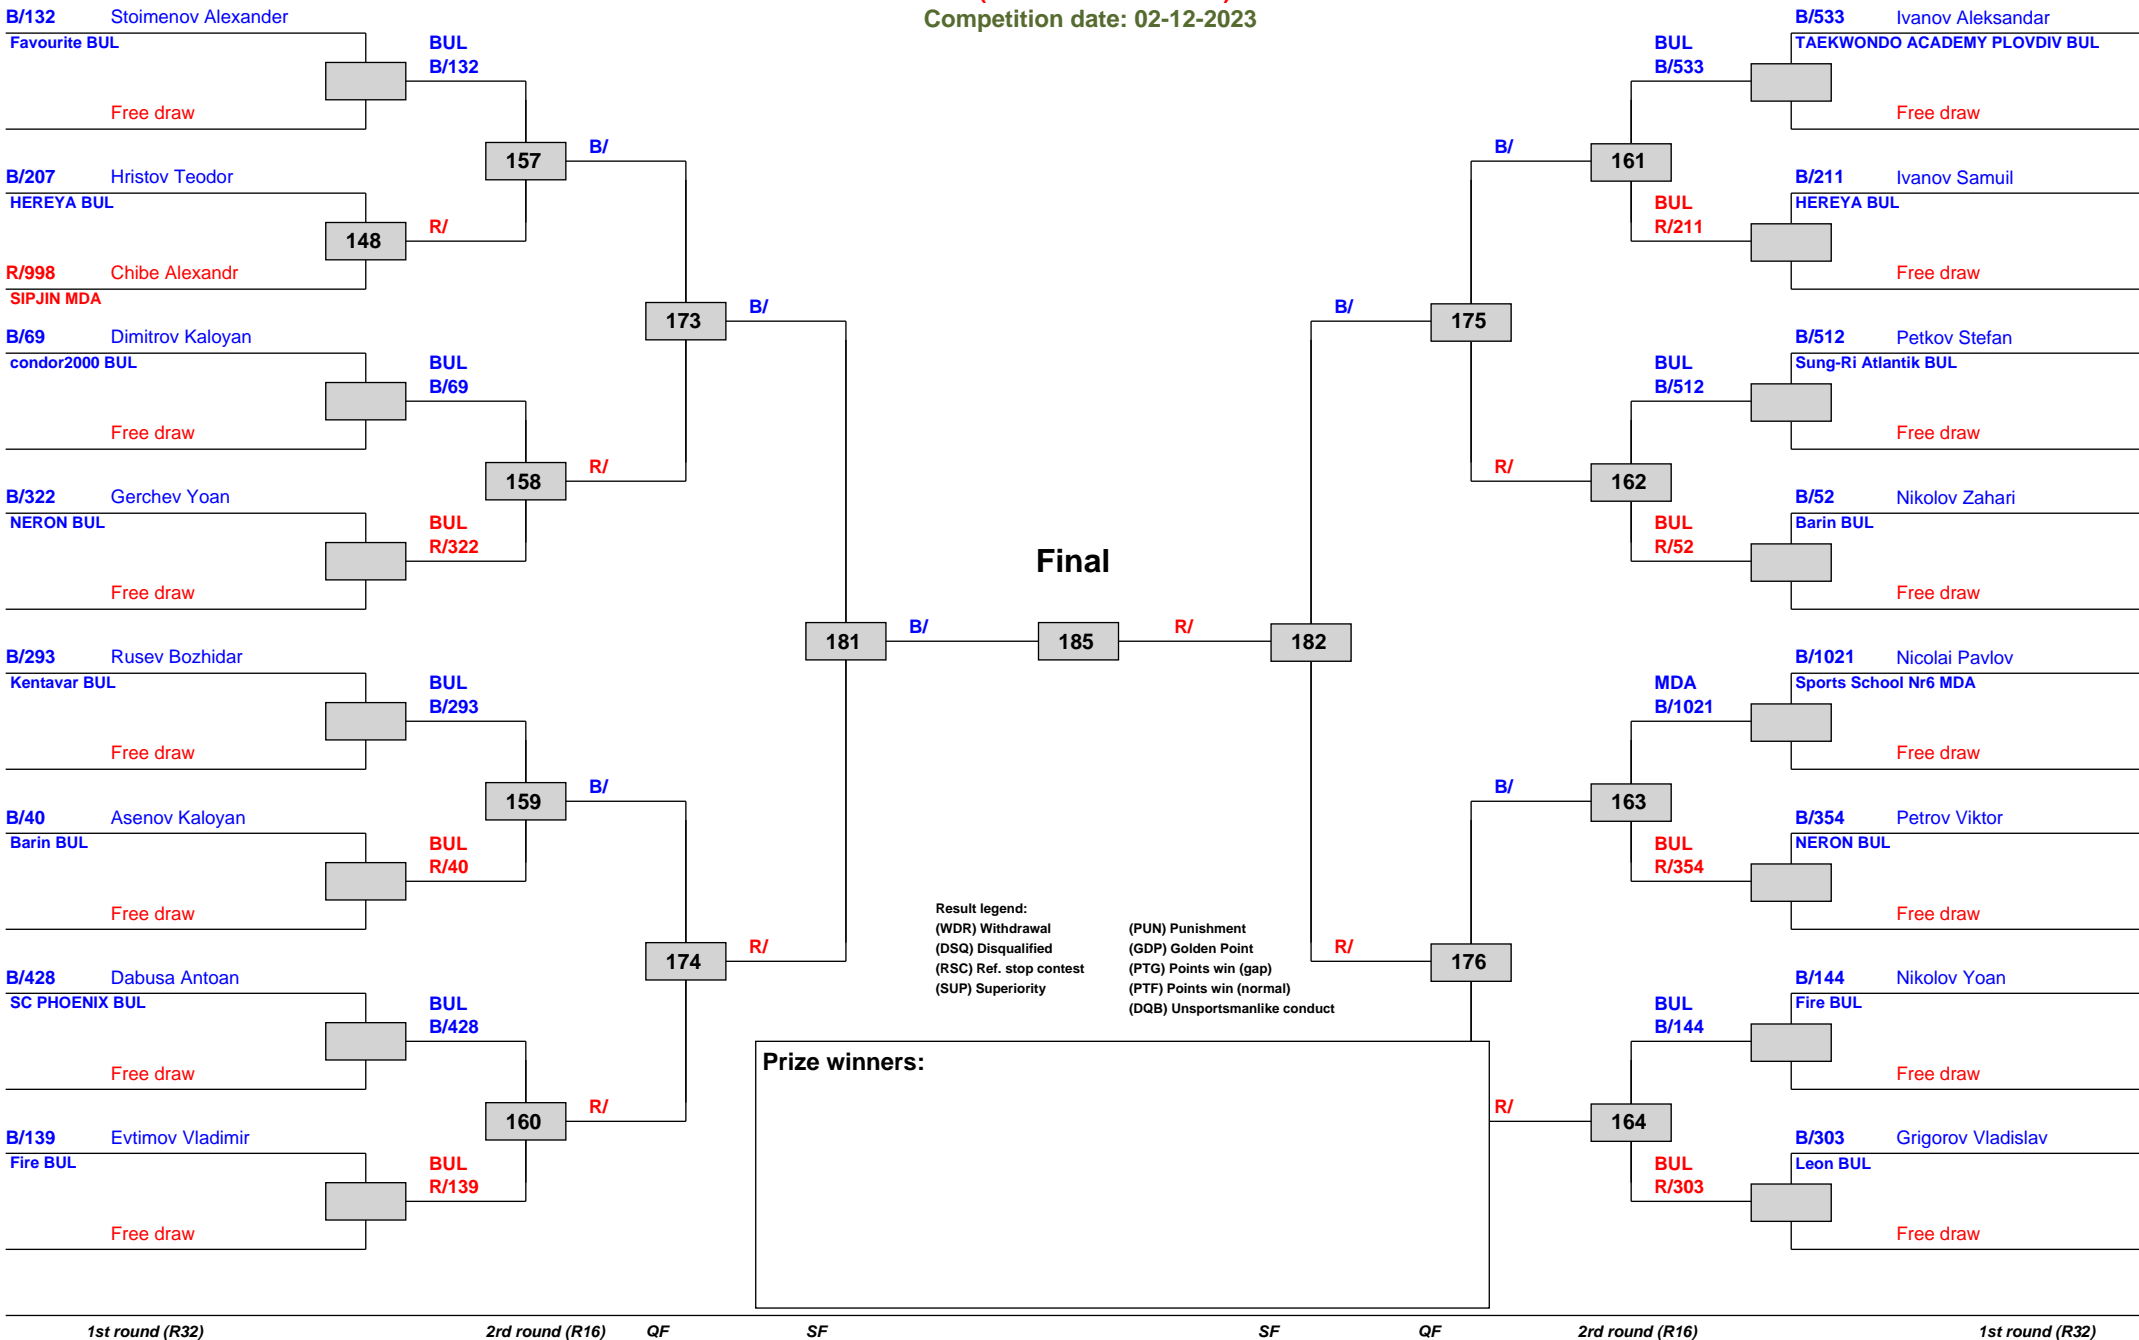 Competition date: 02-12-2023
B/132 Stoimenov Alexander
Favourite BUL
Free draw
B/207 Hristov Teodor
HEREYA BUL
148
R/998 Chibe Alexandr
SIPJIN MDA
B/69 Dimitrov Kaloyan
condor2000 BUL
Free draw
B/322 Gerchev Yoan
NERON BUL
Free draw
B/293 Rusev Bozhidar
Kentavar BUL
Free draw
B/40 Asenov Kaloyan
Barin BUL
Free draw
B/428 Dabusa Antoan
SC PHOENIX BUL
Free draw
B/139 Evtimov Vladimir
Fire BUL
Free draw
BUL
B/132
157
R/
BUL
B/69
158
BUL
R/322
BUL
B/293
159
BUL
R/40
BUL
B/428
160
BUL
R/139
B/
173
R/
B/
174
R/
B/
181
R/
Final
B/
185
R/
B/
182
R/
B/
175
R/
B/
176
R/
BUL
B/533
161
BUL
R/211
BUL
B/512
162
BUL
R/52
MDA
B/1021
163
BUL
R/354
BUL
B/144
164
BUL
R/303
B/533 Ivanov Aleksandar
TAEKWONDO ACADEMY PLOVDIV BUL
Free draw
B/211 Ivanov Samuil
HEREYA BUL
Free draw
B/512 Petkov Stefan
Sung-Ri Atlantik BUL
Free draw
B/52 Nikolov Zahari
Barin BUL
Free draw
B/1021 Nicolai Pavlov
Sports School Nr6 MDA
Free draw
B/354 Petrov Viktor
NERON BUL
Free draw
B/144 Nikolov Yoan
Fire BUL
Free draw
B/303 Grigorov Vladislav
Leon BUL
Free draw
Result legend:
(WDR) Withdrawal (PUN) Punishment
(DSQ) Disqualified (GDP) Golden Point
(RSC) Ref. stop contest (PTG) Points win (gap)
(SUP) Superiority (PTF) Points win (normal)
(DQB) Unsportsmanlike conduct
Prize winners:
1st round (R32) 2rd round (R16) QF SF SF QF 2rd round (R16) 1st round (R32)